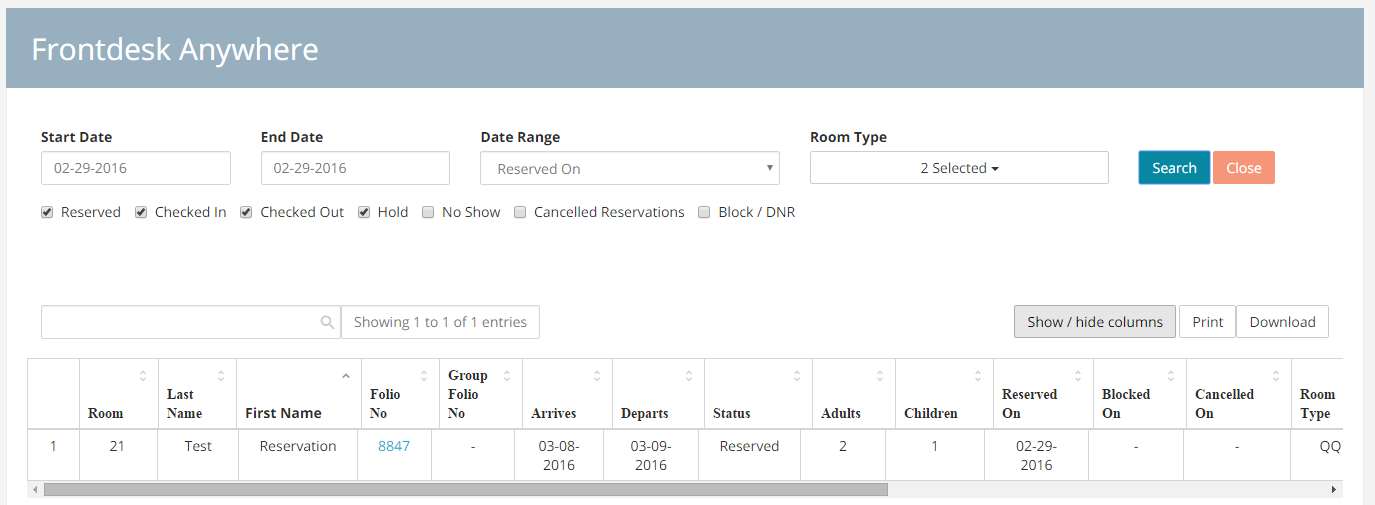 Frontdesk Anywhere
Start Date End Date Date Range Room Type
02-29-2016 02-29-2016 Reserved On 2 Selected Search Close
Reserved Checked In Checked Out Hold No Show Cancelled Reservations Block / DNR
Showing 1 to 1 of 1 entries Show / hide columns Print Download
Room Last Name First Name Folio No Group Folio No Arrives Departs Status Adults Children Reserved On Blocked On Cancelled On Room Type
1 21 Test Reservation 8847 - 03-08-2016 03-09-2016 Reserved 2 1 02-29-2016 - - QQ